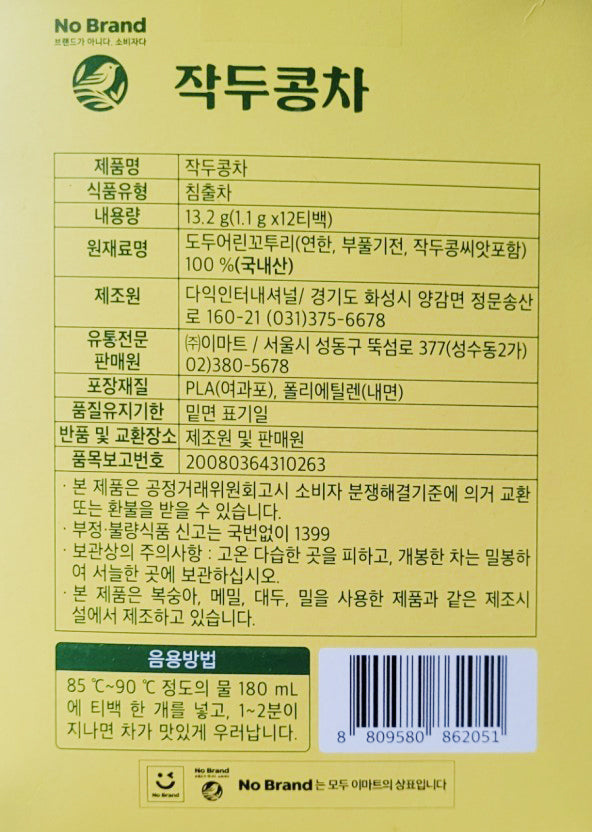 No Brand
브랜드가 아니다. 소비자다
작두콩차
제품명 작두콩차
식품유형 침출차
내용량 13.2 g(1.1 g x12티백)
원재료명 도두어린꼬투리(연한, 부풀기전, 작두콩씨앗포함)
100 %(국내산)
제조원 다익인터내셔널/ 경기도 화성시 양감면 정문송산
로 160-21 (031)375-6678
유통전문
판매원
㈜이마트 / 서울시 성동구 뚝섬로 377(성수동2가)
02)380-5678
포장재질 PLA(여과포), 폴리에틸렌(내면)
품질유지기한 밑면 표기일
반품 및 교환장소 제조원 및 판매원
품목보고번호 20080364310263
· 본 제품은 공정거래위원회고시 소비자 분쟁해결기준에 의거 교환
또는 환불을 받을 수 있습니다.
· 부정·불량식품 신고는 국번없이 1399
· 보관상의 주의사항 : 고온 다습한 곳을 피하고, 개봉한 차는 밀봉하
여 서늘한 곳에 보관하십시오.
· 본 제품은 복숭아, 메밀, 대두, 밀을 사용한 제품과 같은 제조시
설에서 제조하고 있습니다.
음용방법
85 ℃~90 ℃ 정도의 물 180 mL
에 티백 한 개를 넣고, 1~2분이
지나면 차가 맛있게 우러납니다.
8 809580 862051
No Brand
No Brand
No Brand 는 모두 이마트의 상표입니다